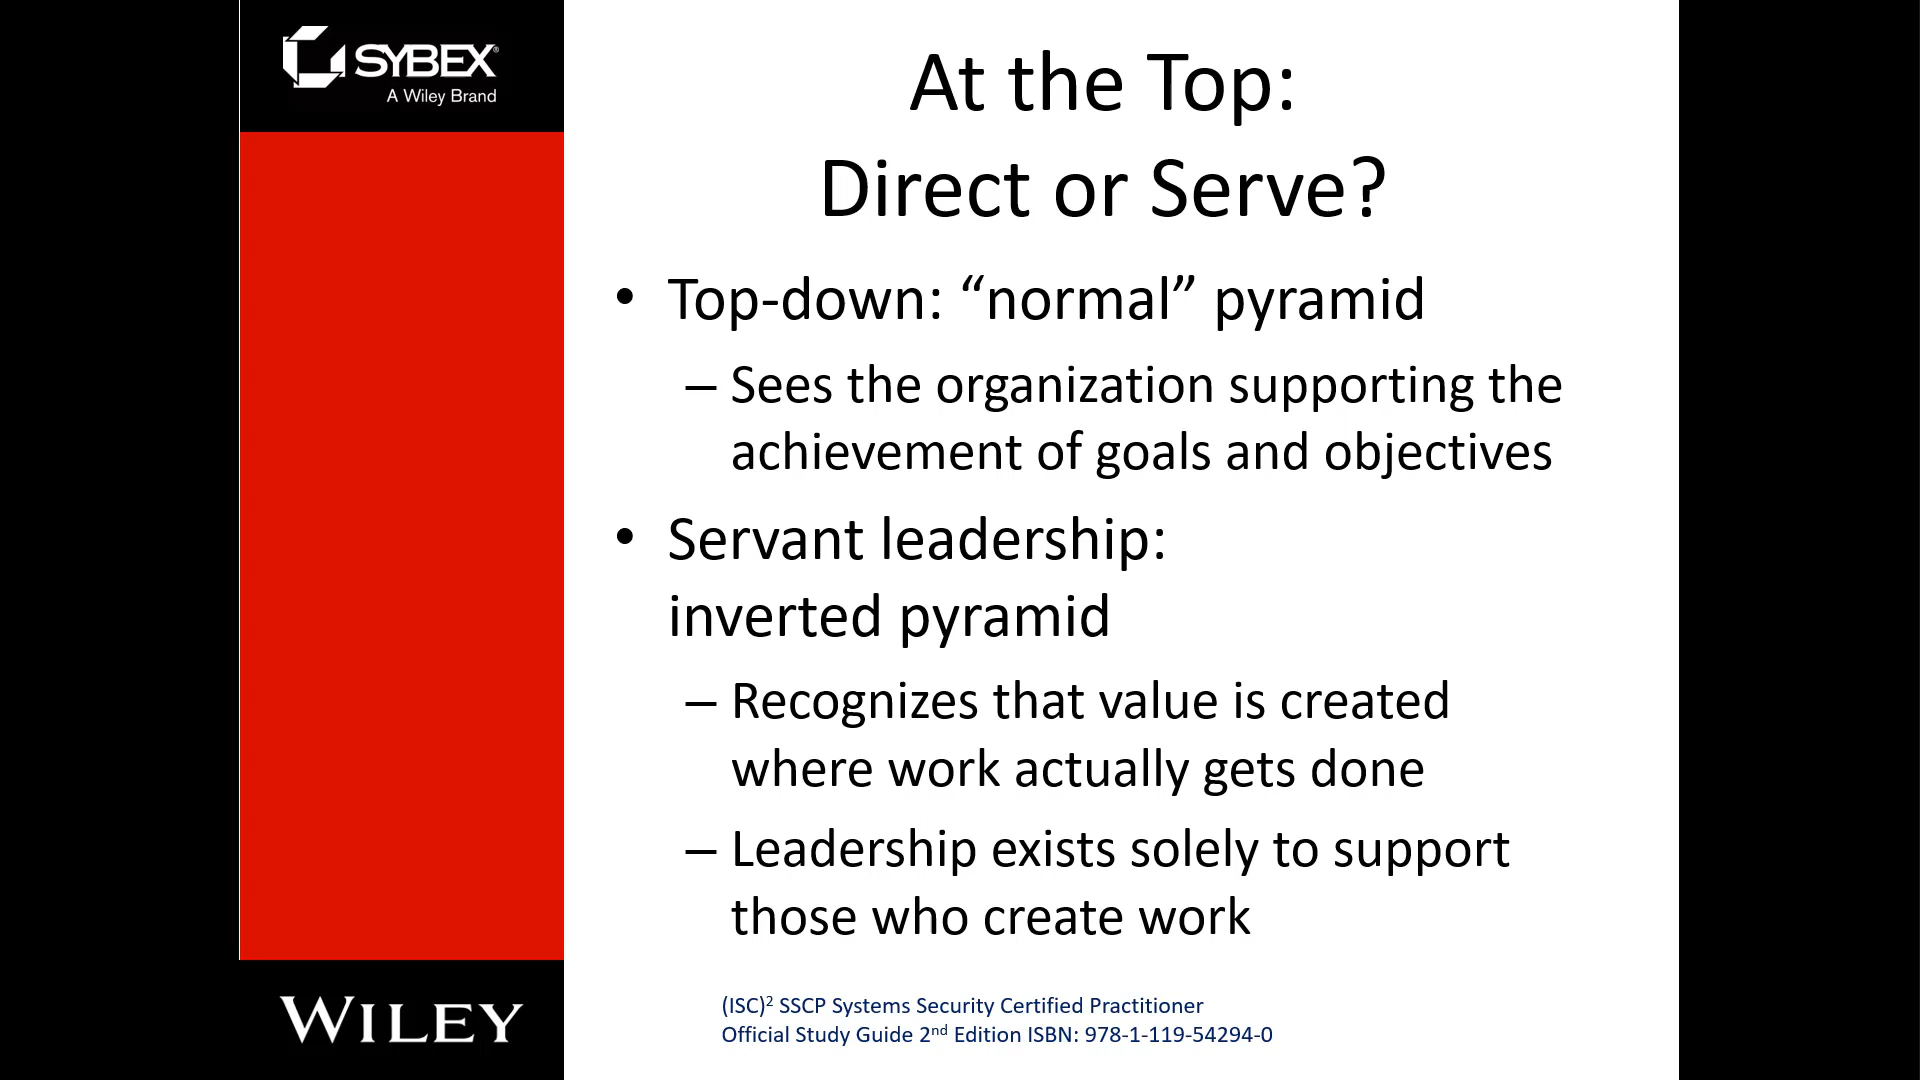 SYBEX®
A Wiley Brand
At the Top:
Direct or Serve?
• Top-down: “normal” pyramid
– Sees the organization supporting the
achievement of goals and objectives
• Servant leadership:
inverted pyramid
– Recognizes that value is created
where work actually gets done
– Leadership exists solely to support
those who create work
WILEY
(ISC)² SSCP Systems Security Certified Practitioner
Official Study Guide 2nd Edition ISBN: 978-1-119-54294-0